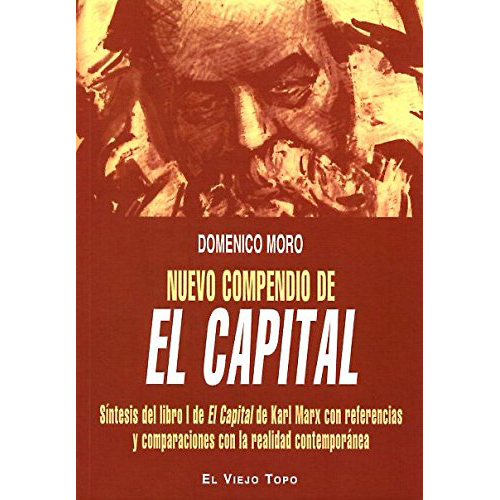 DOMENICO MORO
NUEVO COMPENDIO DE
EL CAPITAL
Síntesis del libro I de El Capital de Karl Marx con referencias
y comparaciones con la realidad contemporánea
EL VIEJO TOPO